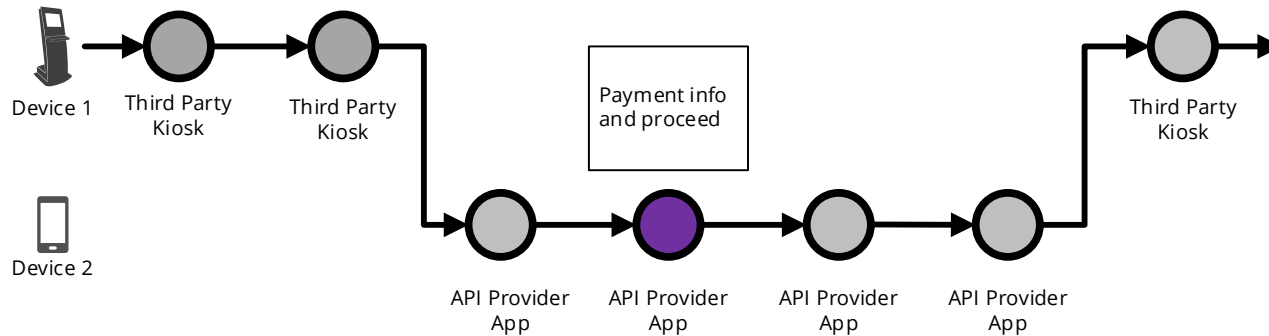 Device 1
Third Party
Kiosk
Third Party
Kiosk
Payment info
and proceed
Third Party
Kiosk
Device 2
API Provider
App
API Provider
App
API Provider
App
API Provider
App